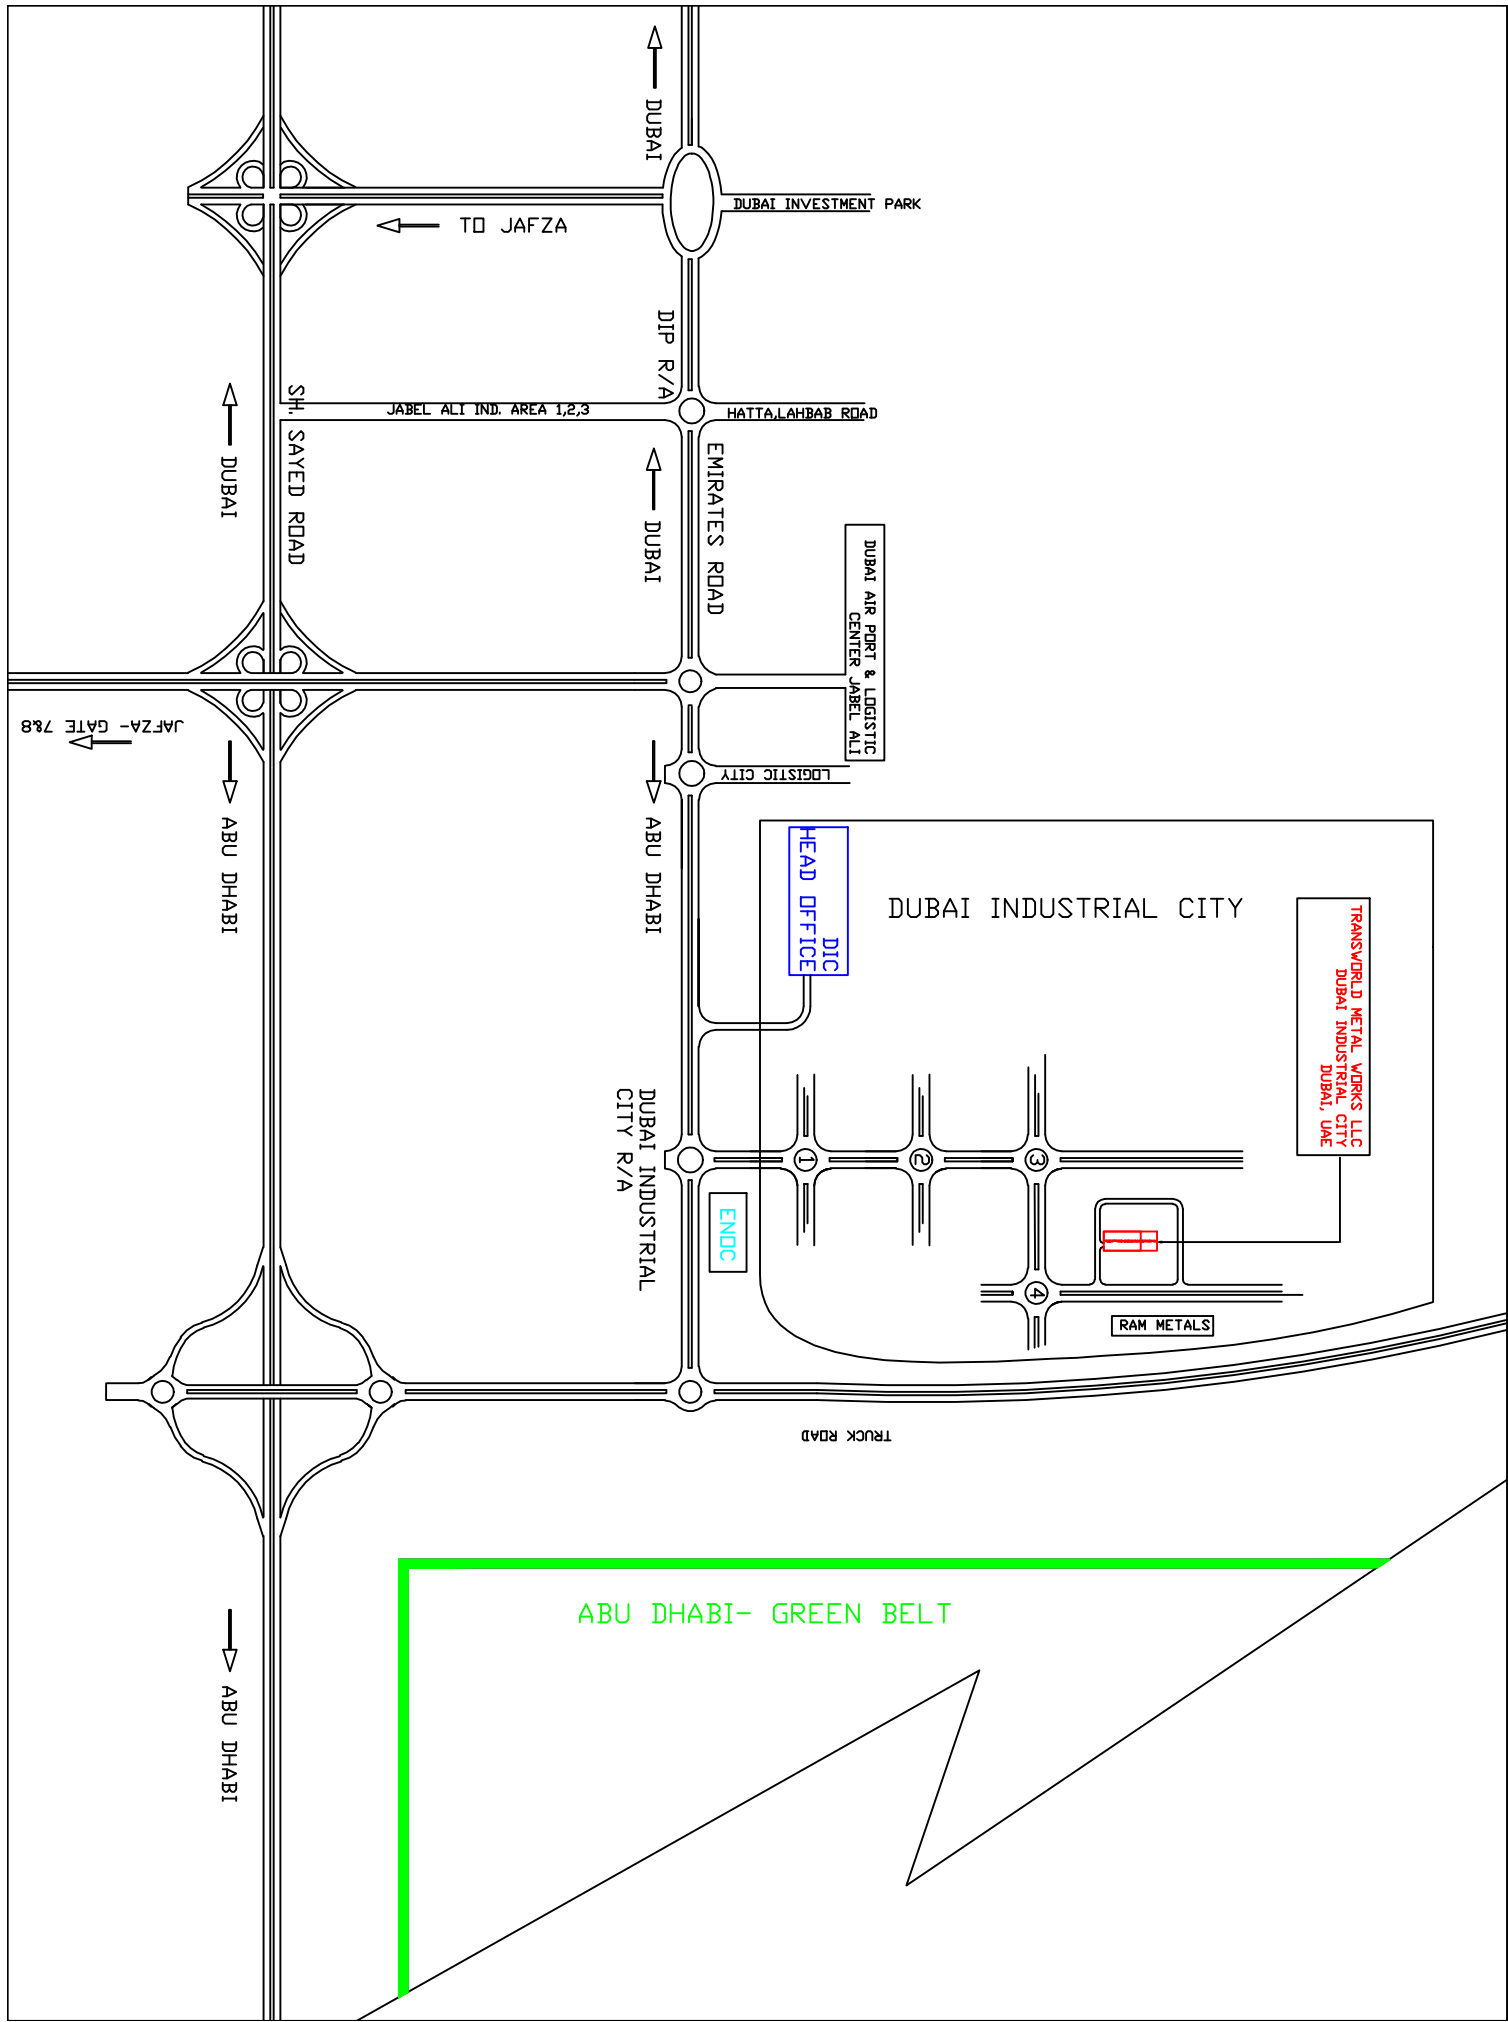 DUBAI
DUBAI INVESTMENT PARK
TO JAFZA
DIP R/A
SH. SAYED ROAD
JABEL ALI IND. AREA 1,2,3
HATTA,LAHBAB ROAD
DUBAI
DUBAI
EMIRATES ROAD
DUBAI AIR PORT & LOGISTIC
CENTER JABEL ALI
JAFZA- GATE 7&8
LOGISTIC CITY
ABU DHABI
ABU DHABI
DIC
HEAD OFFICE
DUBAI INDUSTRIAL CITY
TRANSWORLD METAL WORKS LLC
DUBAI INDUSTRIAL CITY
DUBAI, UAE
DUBAI INDUSTRIAL
CITY R/A
1
2
3
ENOC
4
RAM METALS
TRUCK ROAD
ABU DHABI- GREEN BELT
ABU DHABI